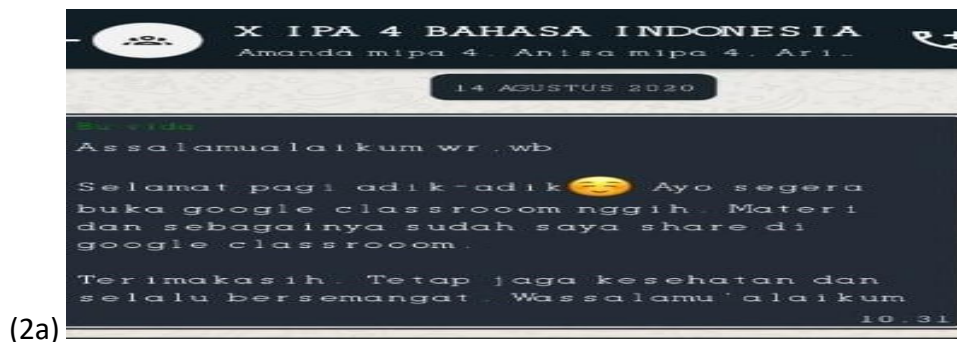 X IPA 4 BAHASA INDONESIA
Amanda mipa 4, Anisa mipa 4, Ari…
14 AGUSTUS 2020
Bu vida
Assalamualaikum wr.wb
Selamat pagi adik-adik☺️ Ayo segera
buka google classrooom nggih. Materi
dan sebagainya sudah saya share di
google classrooom.
Terimakasih. Tetap jaga kesehatan dan
selalu bersemangat. Wassalamu'alaikum
10.31
(2a)